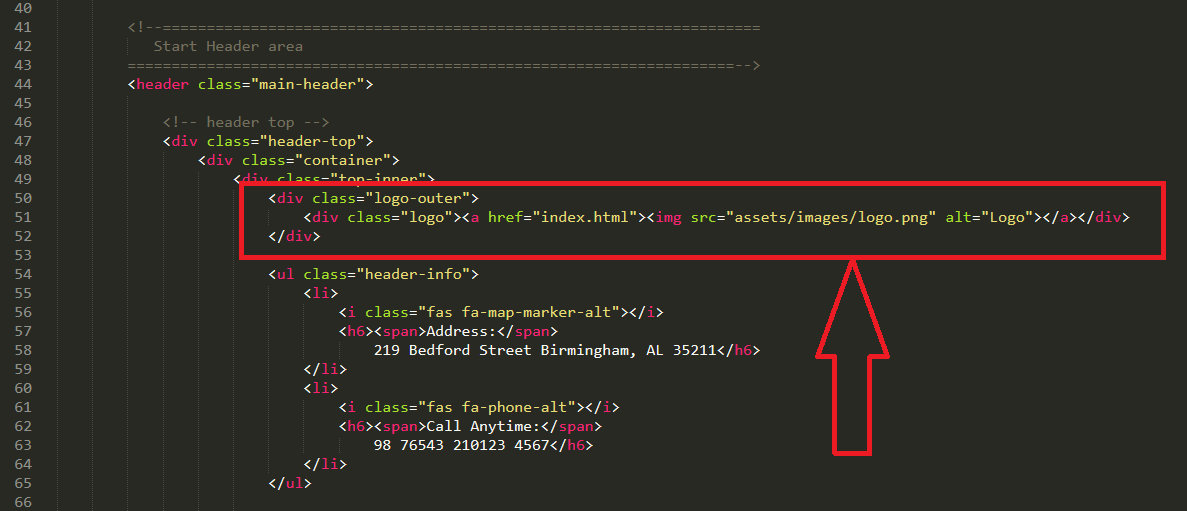 40
41 <!--====================================================================
42 Start Header area
43 =====================================================================-->
44 <header class="main-header">
45
46 <!-- header top -->
47 <div class="header-top">
48 <div class="container">
49 <div class="top-inner">
50 <div class="logo-outer">
51 <div class="logo"><a href="index.html"><img src="assets/images/logo.png" alt="Logo"></a></div>
52 </div>
53
54 <ul class="header-info">
55 <li>
56 <i class="fas fa-map-marker-alt"></i>
57 <h6><span>Address:</span>
58 219 Bedford Street Birmingham, AL 35211</h6>
59 </li>
60 <li>
61 <i class="fas fa-phone-alt"></i>
62 <h6><span>Call Anytime:</span>
63 98 76543 210123 4567</h6>
64 </li>
65 </ul>
66